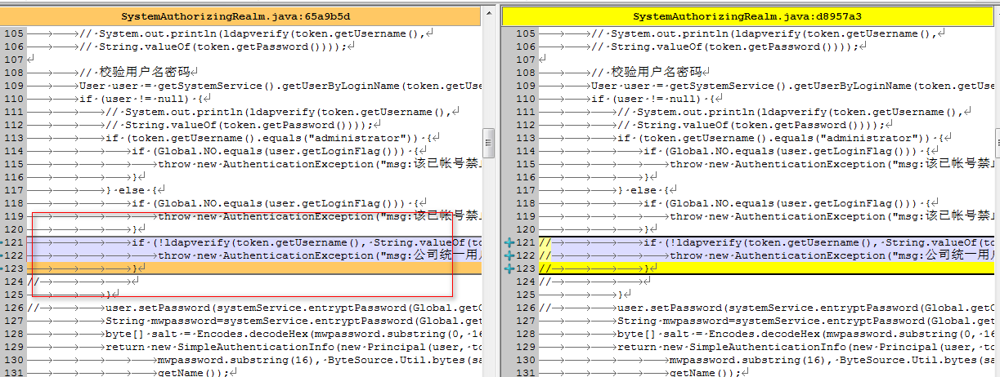 SystemAuthorizingRealm.java:65a9b5d
105 // System.out.println(ldapverify(token.getUsername(),
106 // String.valueOf(token.getPassword())));
107
108 // 校验用户名密码
109 User user = getSystemService().getUserByLoginName(token.getUse
110 if (user != null) {
111 // System.out.println(ldapverify(token.getUsername(),
112 // String.valueOf(token.getPassword())));
113 if (token.getUsername().equals("administrator")) {
114 if (Global.NO.equals(user.getLoginFlag())) {
115 throw new AuthenticationException("msg:该已帐号禁止
116 }
117 } else {
118 if (Global.NO.equals(user.getLoginFlag())) {
119 throw new AuthenticationException("msg:该已帐号禁止
120 }
121 if (!ldapverify(token.getUsername(), String.valueOf(to
122 throw new AuthenticationException("msg:公司统一用户
123 }
124 //
125 }
126 // user.setPassword(systemService.entryptPassword(Global.getC
127 String mwpassword=systemService.entryptPassword(Global.get
128 byte[] salt = Encodes.decodeHex(mwpassword.substring(0, 16
129 return new SimpleAuthenticationInfo(new Principal(user, to
130 mwpassword.substring(16), ByteSource.Util.bytes(sa
131 getName());
SystemAuthorizingRealm.java:d8957a3
105 // System.out.println(ldapverify(token.getUsername(),
106 // String.valueOf(token.getPassword())));
107
108 // 校验用户名密码
109 User user = getSystemService().getUserByLoginName(token.getUse
110 if (user != null) {
111 // System.out.println(ldapverify(token.getUsername(),
112 // String.valueOf(token.getPassword())));
113 if (token.getUsername().equals("administrator")) {
114 if (Global.NO.equals(user.getLoginFlag())) {
115 throw new AuthenticationException("msg:该已帐号禁止
116 }
117 } else {
118 if (Global.NO.equals(user.getLoginFlag())) {
119 throw new AuthenticationException("msg:该已帐号禁止
120 }
121 // if (!ldapverify(token.getUsername(), String.valueOf(to
122 // throw new AuthenticationException("msg:公司统一用户
123 // }
124 //
125 }
126 // user.setPassword(systemService.entryptPassword(Global.getC
127 String mwpassword=systemService.entryptPassword(Global.get
128 byte[] salt = Encodes.decodeHex(mwpassword.substring(0, 16
129 return new SimpleAuthenticationInfo(new Principal(user, to
130 mwpassword.substring(16), ByteSource.Util.bytes(sa
131 getName());